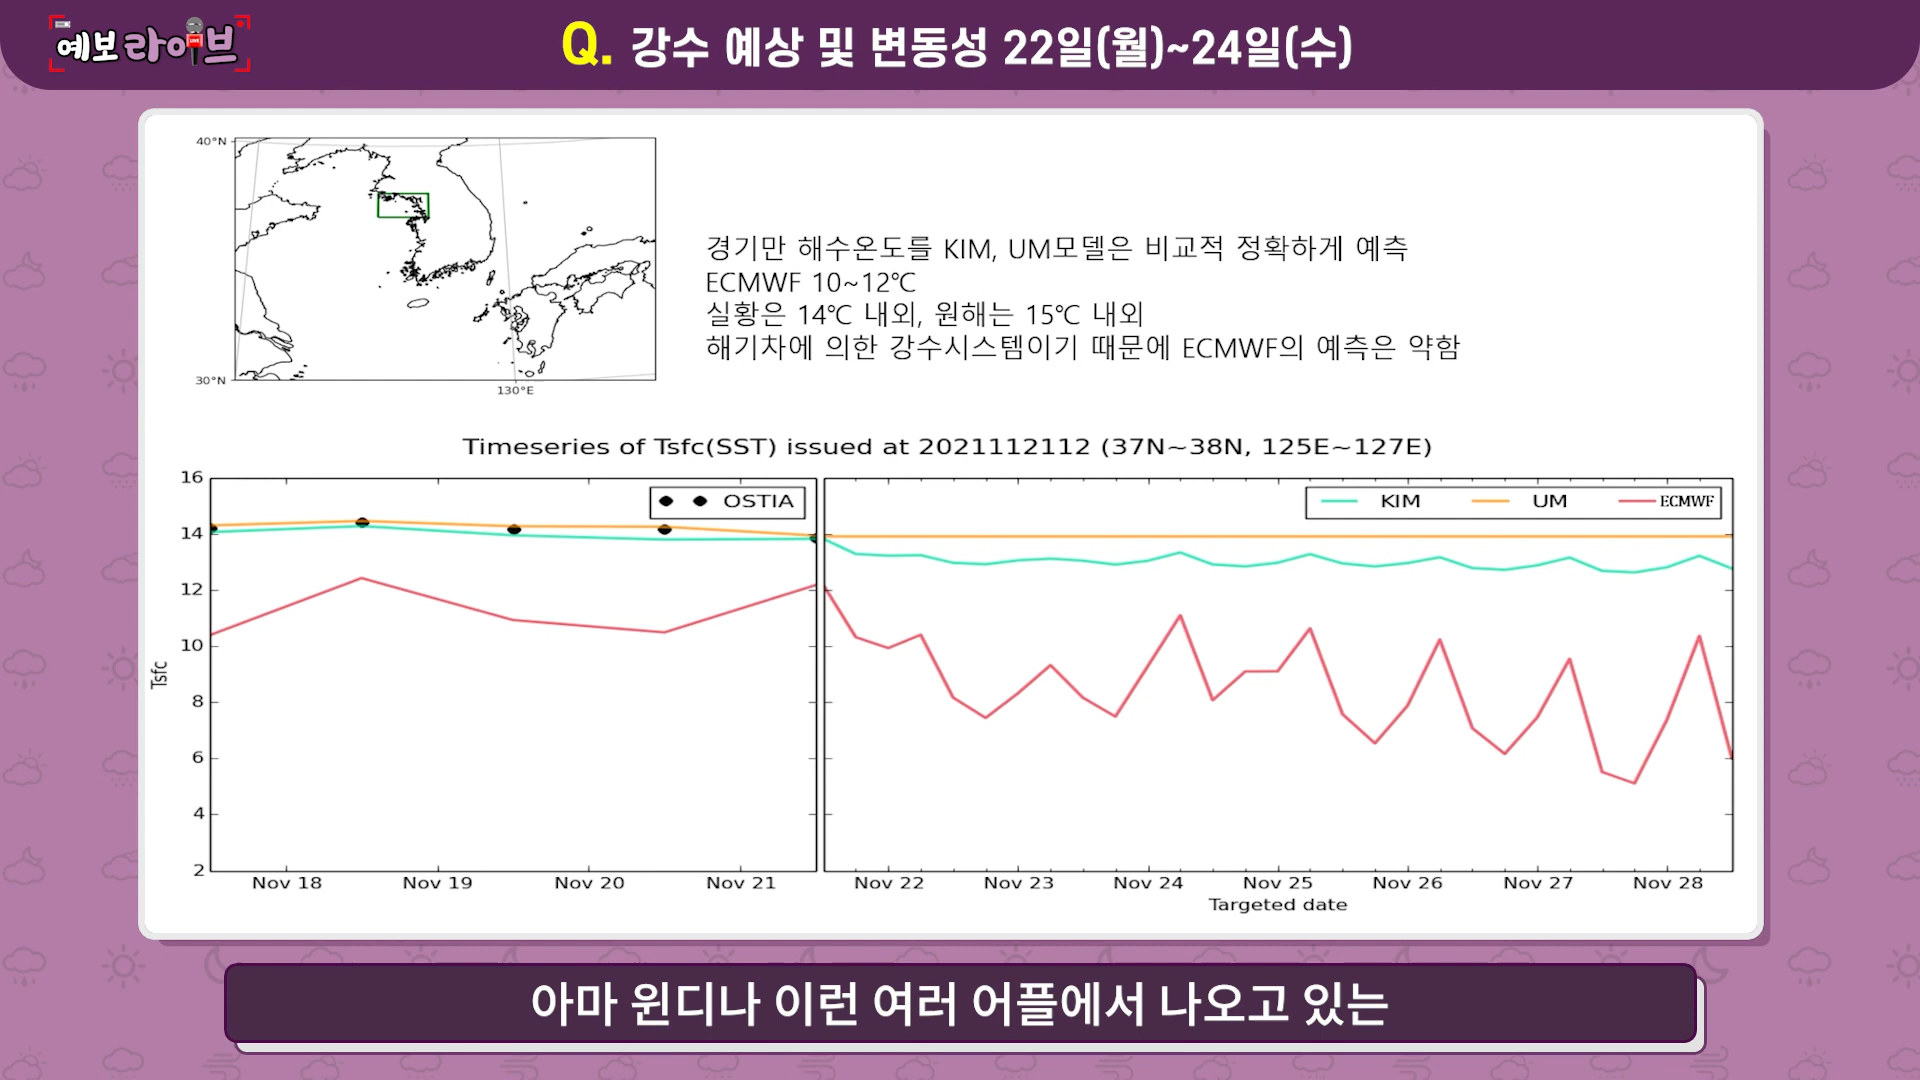 예보라이브
LIVE
Q. 강수 예상 및 변동성 22일(월)~24일(수)
40°N
30°N
130°E
경기만 해수온도를 KIM, UM모델은 비교적 정확하게 예측
ECMWF 10~12℃
실황은 14℃ 내외, 원해는 15℃ 내외
해기차에 의한 강수시스템이기 때문에 ECMWF의 예측은 약함
Timeseries of Tsfc(SST) issued at 2021112112 (37N~38N, 125E~127E)
OSTIA
KIM UM ECMWF
Tsfc
16
14
12
10
8
6
4
2
Nov 18 Nov 19 Nov 20 Nov 21 Nov 22 Nov 23 Nov 24 Nov 25 Nov 26 Nov 27 Nov 28
Targeted date
아마 윈디나 이런 여러 어플에서 나오고 있는